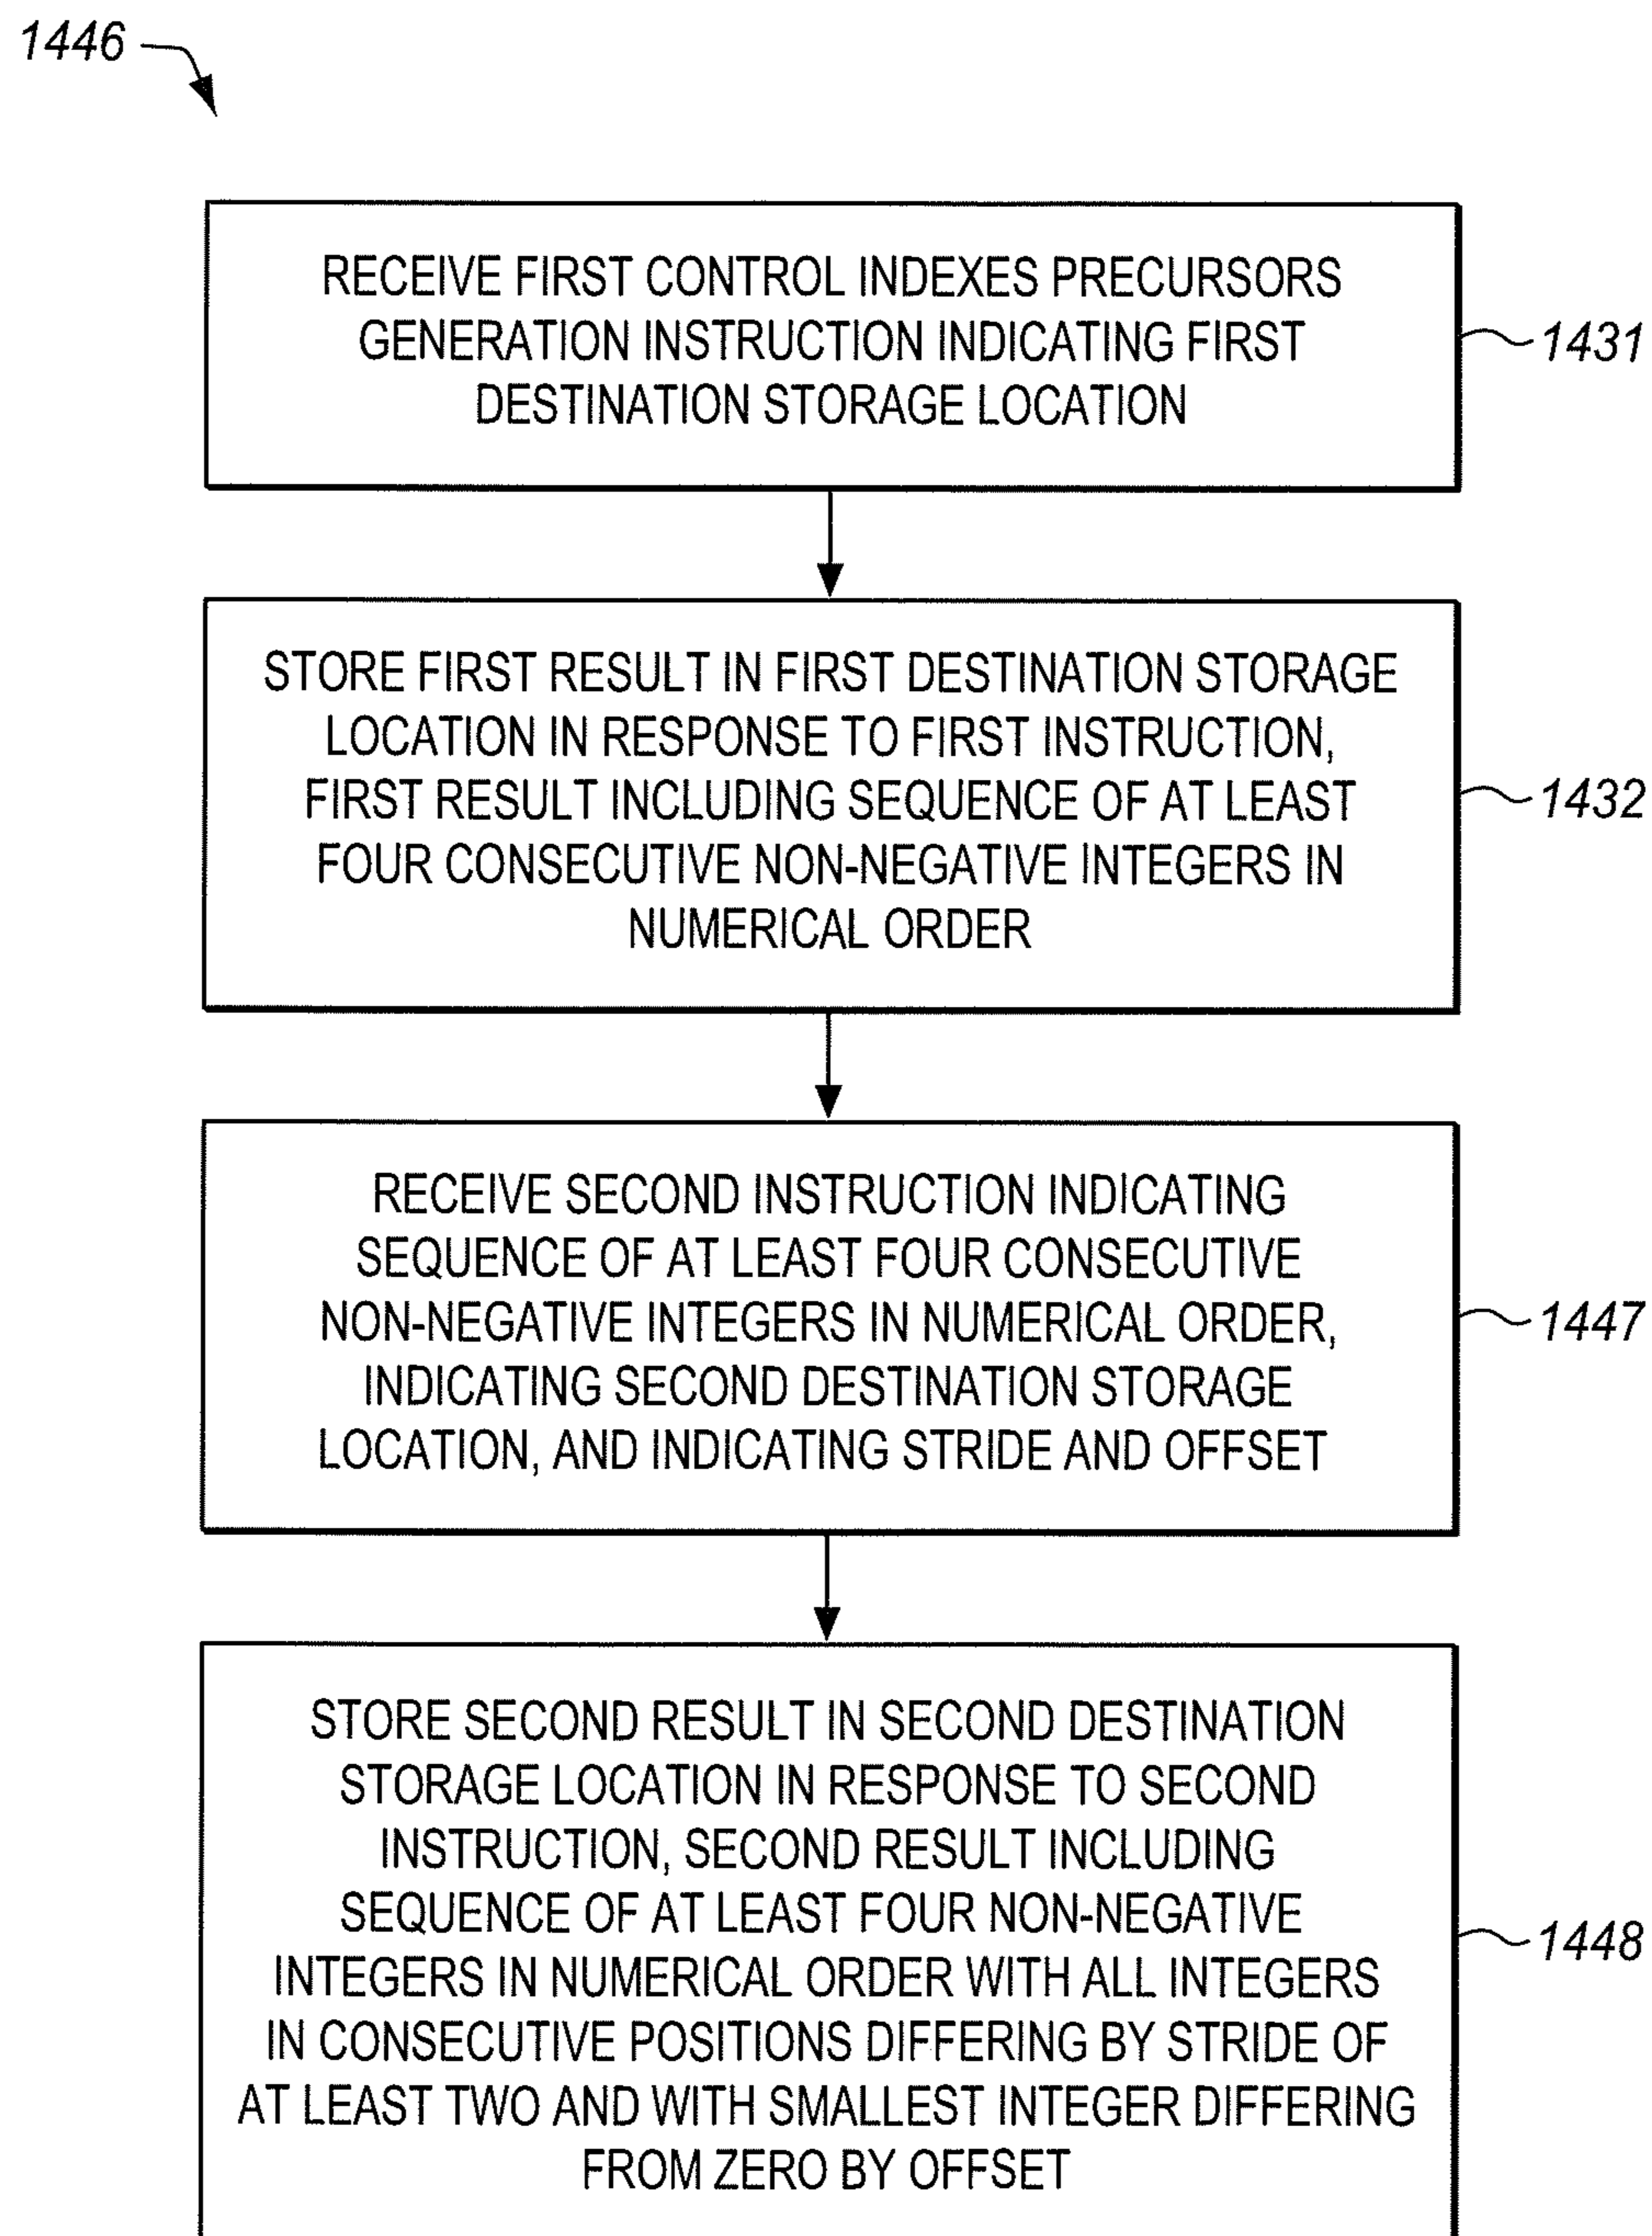 1446
RECEIVE FIRST CONTROL INDEXES PRECURSORS
GENERATION INSTRUCTION INDICATING FIRST
DESTINATION STORAGE LOCATION
1431
STORE FIRST RESULT IN FIRST DESTINATION STORAGE
LOCATION IN RESPONSE TO FIRST INSTRUCTION,
FIRST RESULT INCLUDING SEQUENCE OF AT LEAST
FOUR CONSECUTIVE NON-NEGATIVE INTEGERS IN
NUMERICAL ORDER
1432
RECEIVE SECOND INSTRUCTION INDICATING
SEQUENCE OF AT LEAST FOUR CONSECUTIVE
NON-NEGATIVE INTEGERS IN NUMERICAL ORDER,
INDICATING SECOND DESTINATION STORAGE
LOCATION, AND INDICATING STRIDE AND OFFSET
1447
STORE SECOND RESULT IN SECOND DESTINATION
STORAGE LOCATION IN RESPONSE TO SECOND
INSTRUCTION, SECOND RESULT INCLUDING
SEQUENCE OF AT LEAST FOUR NON-NEGATIVE
INTEGERS IN NUMERICAL ORDER WITH ALL INTEGERS
IN CONSECUTIVE POSITIONS DIFFERING BY STRIDE OF
AT LEAST TWO AND WITH SMALLEST INTEGER DIFFERING
FROM ZERO BY OFFSET
1448